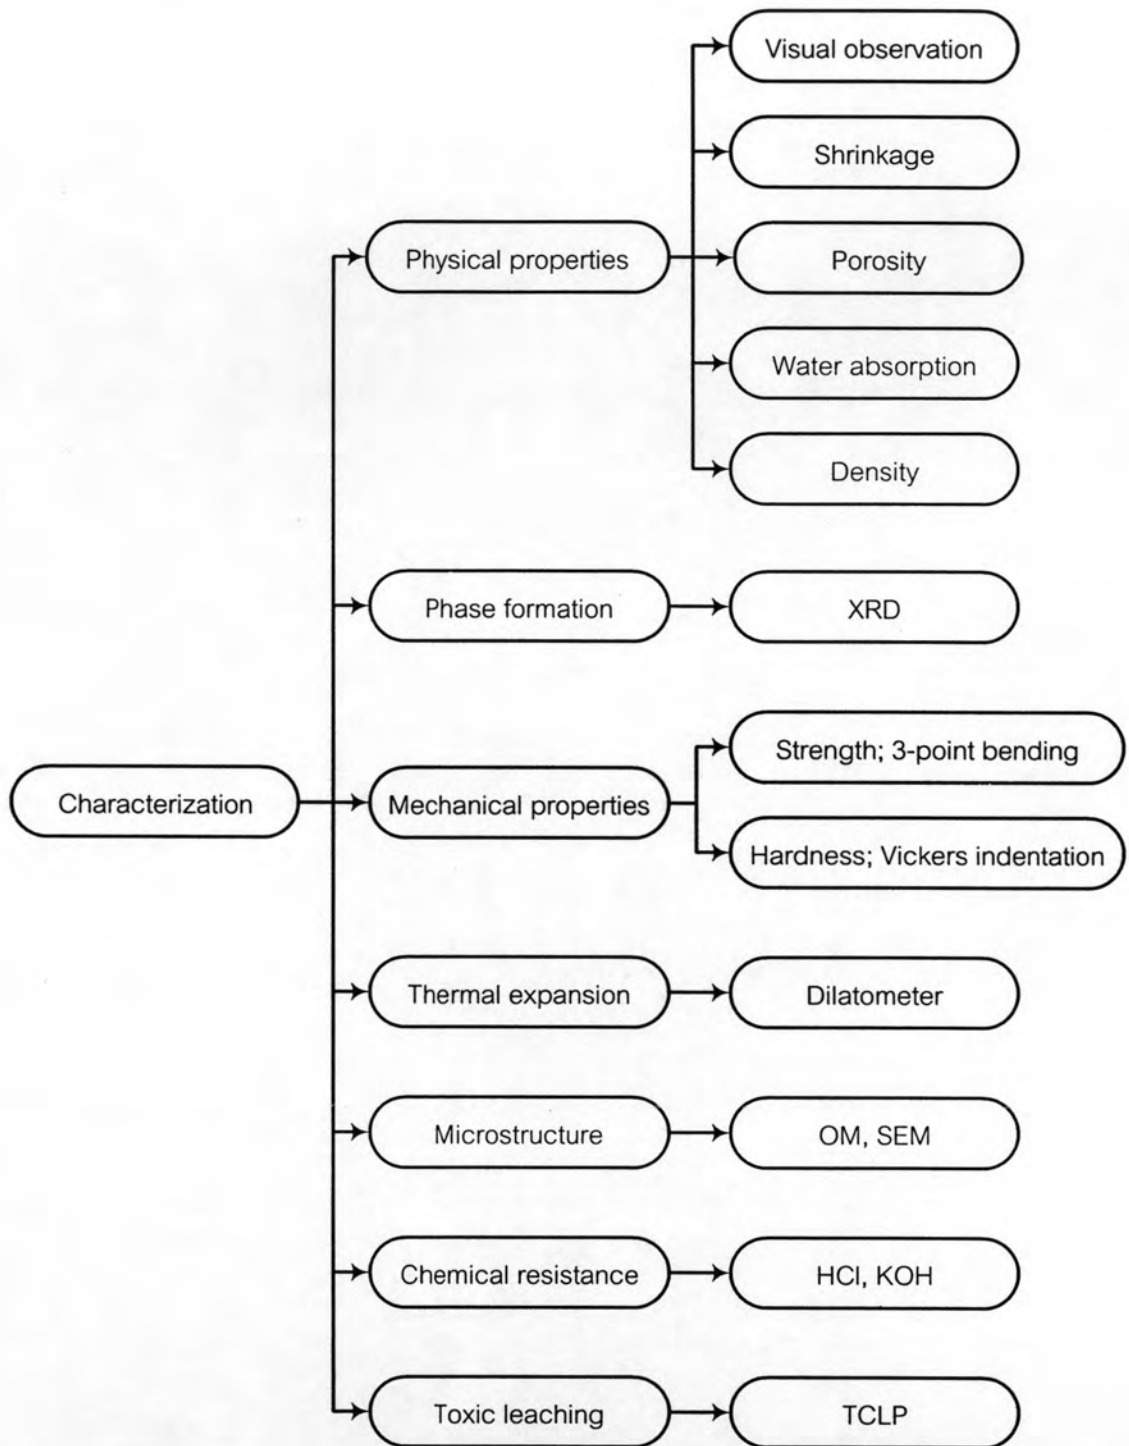 Visual observation
Shrinkage
Physical properties
Porosity
Water absorption
Density
Phase formation
XRD
Strength; 3-point bending
Characterization
Mechanical properties
Hardness; Vickers indentation
Thermal expansion
Dilatometer
Microstructure
OM, SEM
Chemical resistance
HCl, KOH
Toxic leaching
TCLP